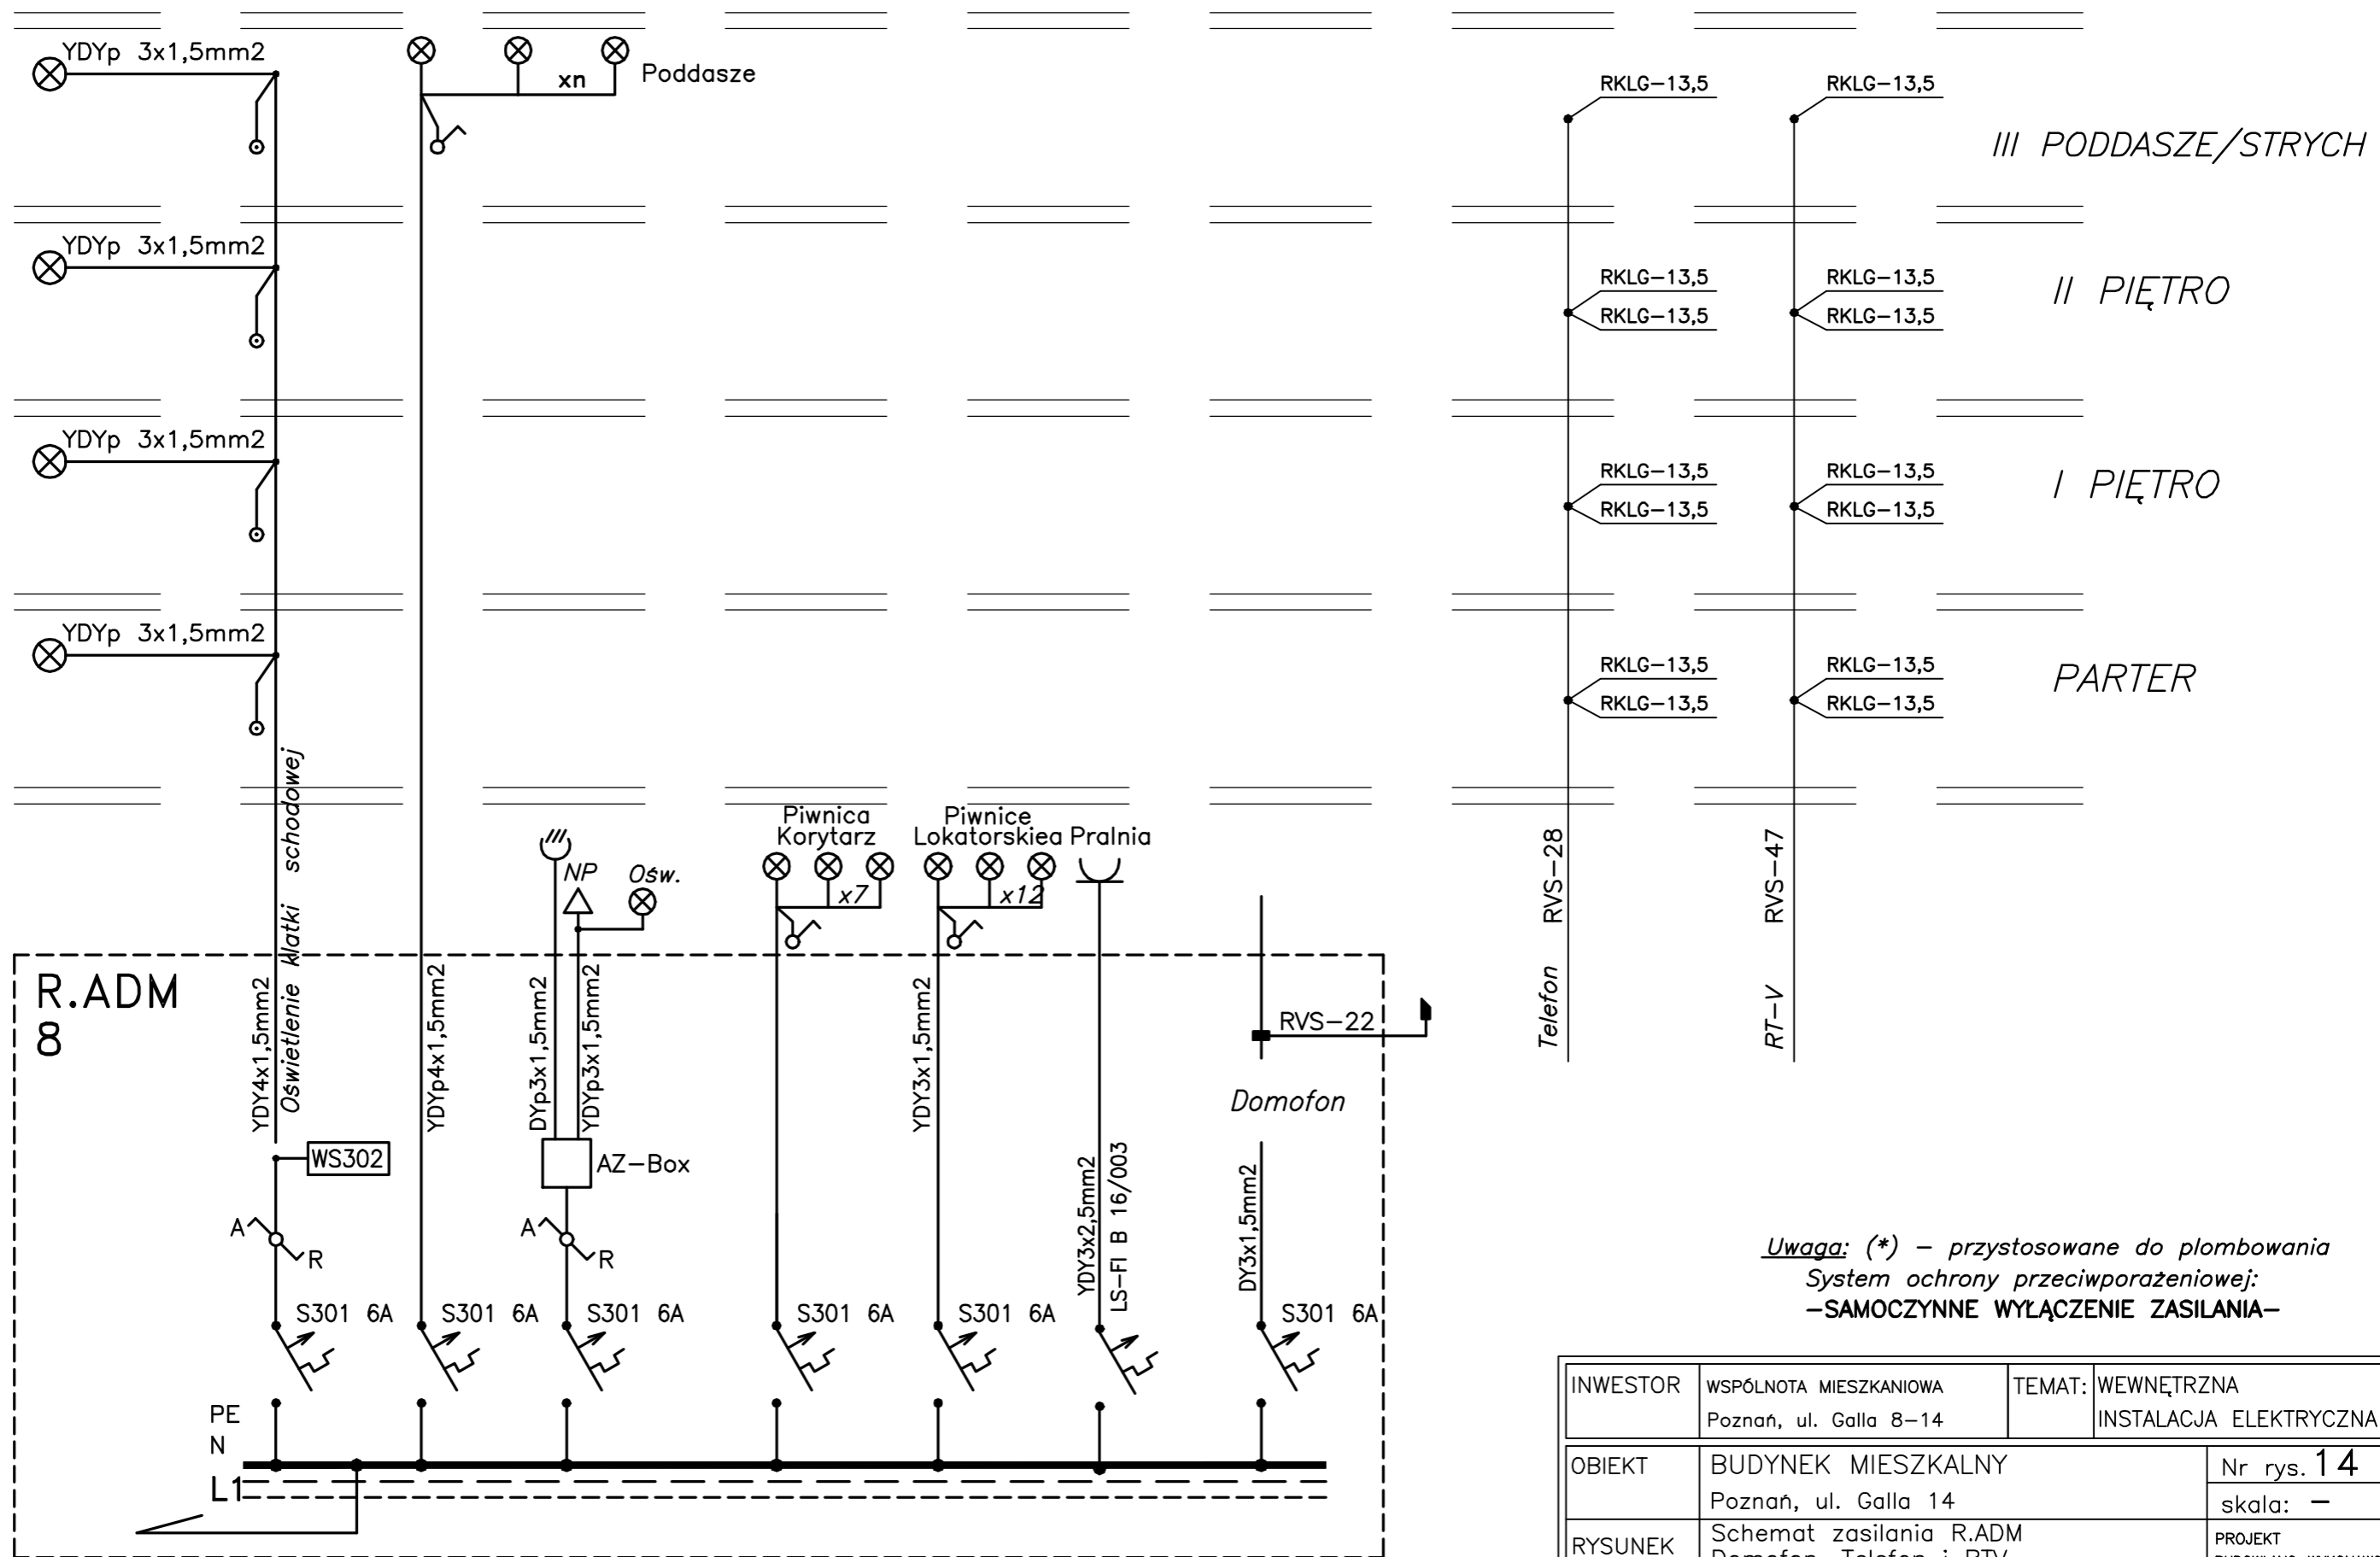 YDYp 3x1,5mm2
xn
Poddasze
RKLG-13,5
RKLG-13,5
III PODDASZE/STRYCH
YDYp 3x1,5mm2
RKLG-13,5
RKLG-13,5
RKLG-13,5
RKLG-13,5
II PIĘTRO
YDYp 3x1,5mm2
RKLG-13,5
RKLG-13,5
RKLG-13,5
RKLG-13,5
I PIĘTRO
YDYp 3x1,5mm2
RKLG-13,5
RKLG-13,5
RKLG-13,5
RKLG-13,5
PARTER
Oświetlenie klatki schodowej
Piwnica
Korytarz
x7
Piwnice
Lokatorskiea
x12
Pralnia
NP
Ośw.
Telefon RVS-28
RT-V RVS-47
R.ADM
8
YDY4x1,5mm2
YDYp4x1,5mm2
DYp3x1,5mm2
YDYp3x1,5mm2
YDY3x1,5mm2
RVS-22
Domofon
WS302
AZ-Box
YDY3x2,5mm2
LS-FI B 16/003
DY3x1,5mm2
A
R
A
R
S301 6A
S301 6A
S301 6A
S301 6A
S301 6A
S301 6A
PE
N
L1
Uwaga: (*) - przystosowane do plombowania
System ochrony przeciwporażeniowej:
-SAMOCZYNNE WYŁĄCZENIE ZASILANIA-
INWESTOR
WSPÓLNOTA MIESZKANIOWA
Poznań, ul. Galla 8-14
TEMAT:
WEWNĘTRZNA
INSTALACJA ELEKTRYCZNA
OBIEKT
BUDYNEK MIESZKALNY
Poznań, ul. Galla 14
Nr rys. 14
skala: -
RYSUNEK
Schemat zasilania R.ADM
Domofon, Telefon i RTV
PROJEKT